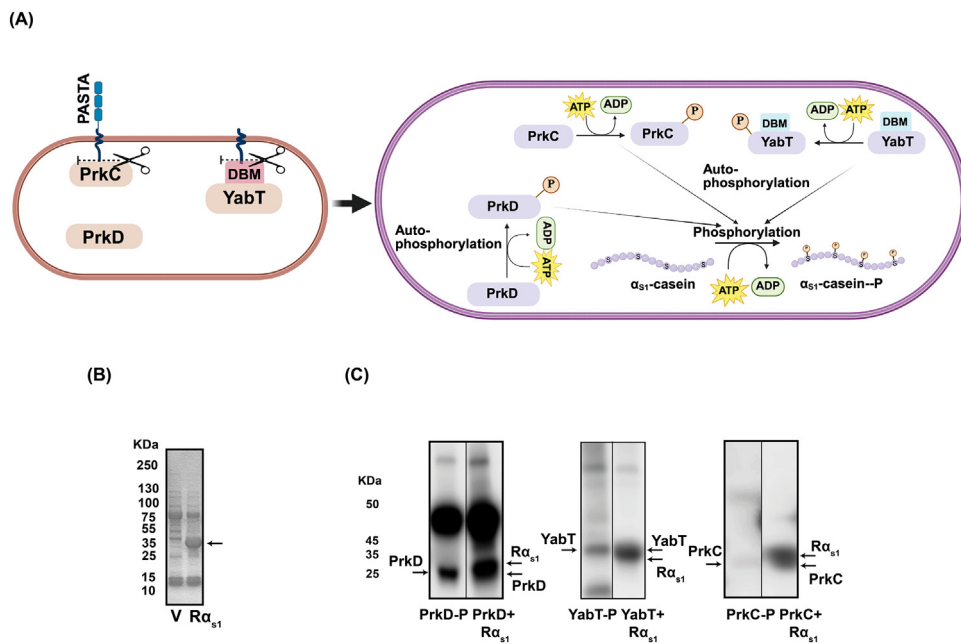 (A)
PASTA
PrkC
DBM
YabT
PrkD
ATP
ADP
PrkC
PrkC
P
P
DBM
YabT
ADP
ATP
DBM
YabT
Auto-
phosphorylation
PrkD
P
Auto-
phosphorylation
ADP
ATP
PrkD
Phosphorylation
S S S S
αS1-casein
ATP
ADP
P P P P
S S S S
αS1-casein--P
(B)
KDa
250
130
100
75
55
35
25
15
10
V Rαs1
(C)
KDa
50
45
35
25
PrkD
Rαs1
PrkD
PrkD-P PrkD+
Rαs1
YabT
YabT
Rαs1
YabT-P YabT+
Rαs1
PrkC
Rαs1
PrkC
PrkC-P PrkC+
Rαs1